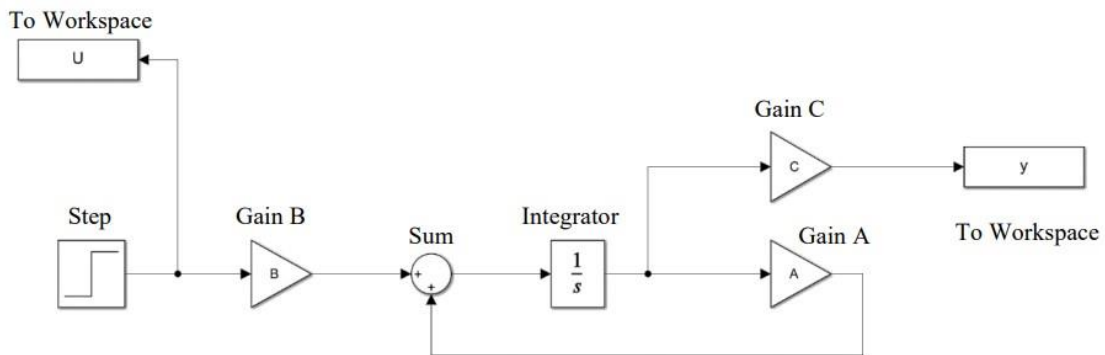 To Workspace
U
Gain C
C
y
Step
Gain B
Sum
Integrator
Gain A
To Workspace
B
+
+
1
s
A